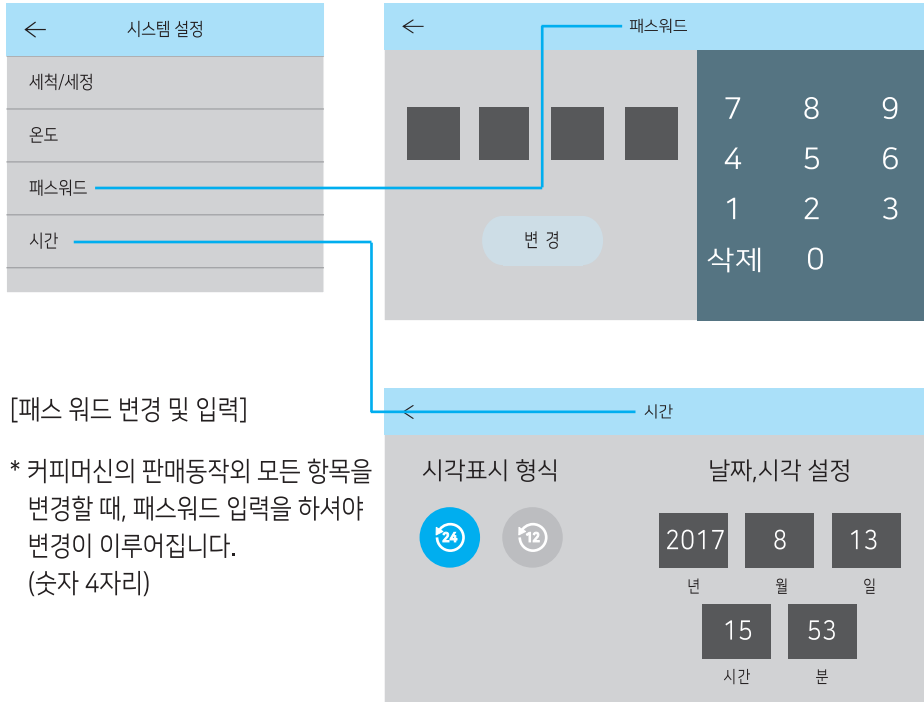 시스템 설정
세척/세정
온도
패스워드
시간
패스워드
변 경
7 8 9
4 5 6
1 2 3
삭제 0
[패스 워드 변경 및 입력]
* 커피머신의 판매동작외 모든 항목을
변경할 때, 패스워드 입력을 하셔야
변경이 이루어집니다.
(숫자 4자리)
시간
시각표시 형식
24 12
날짜,시각 설정
2017 8 13
년 월 일
15 53
시간 분